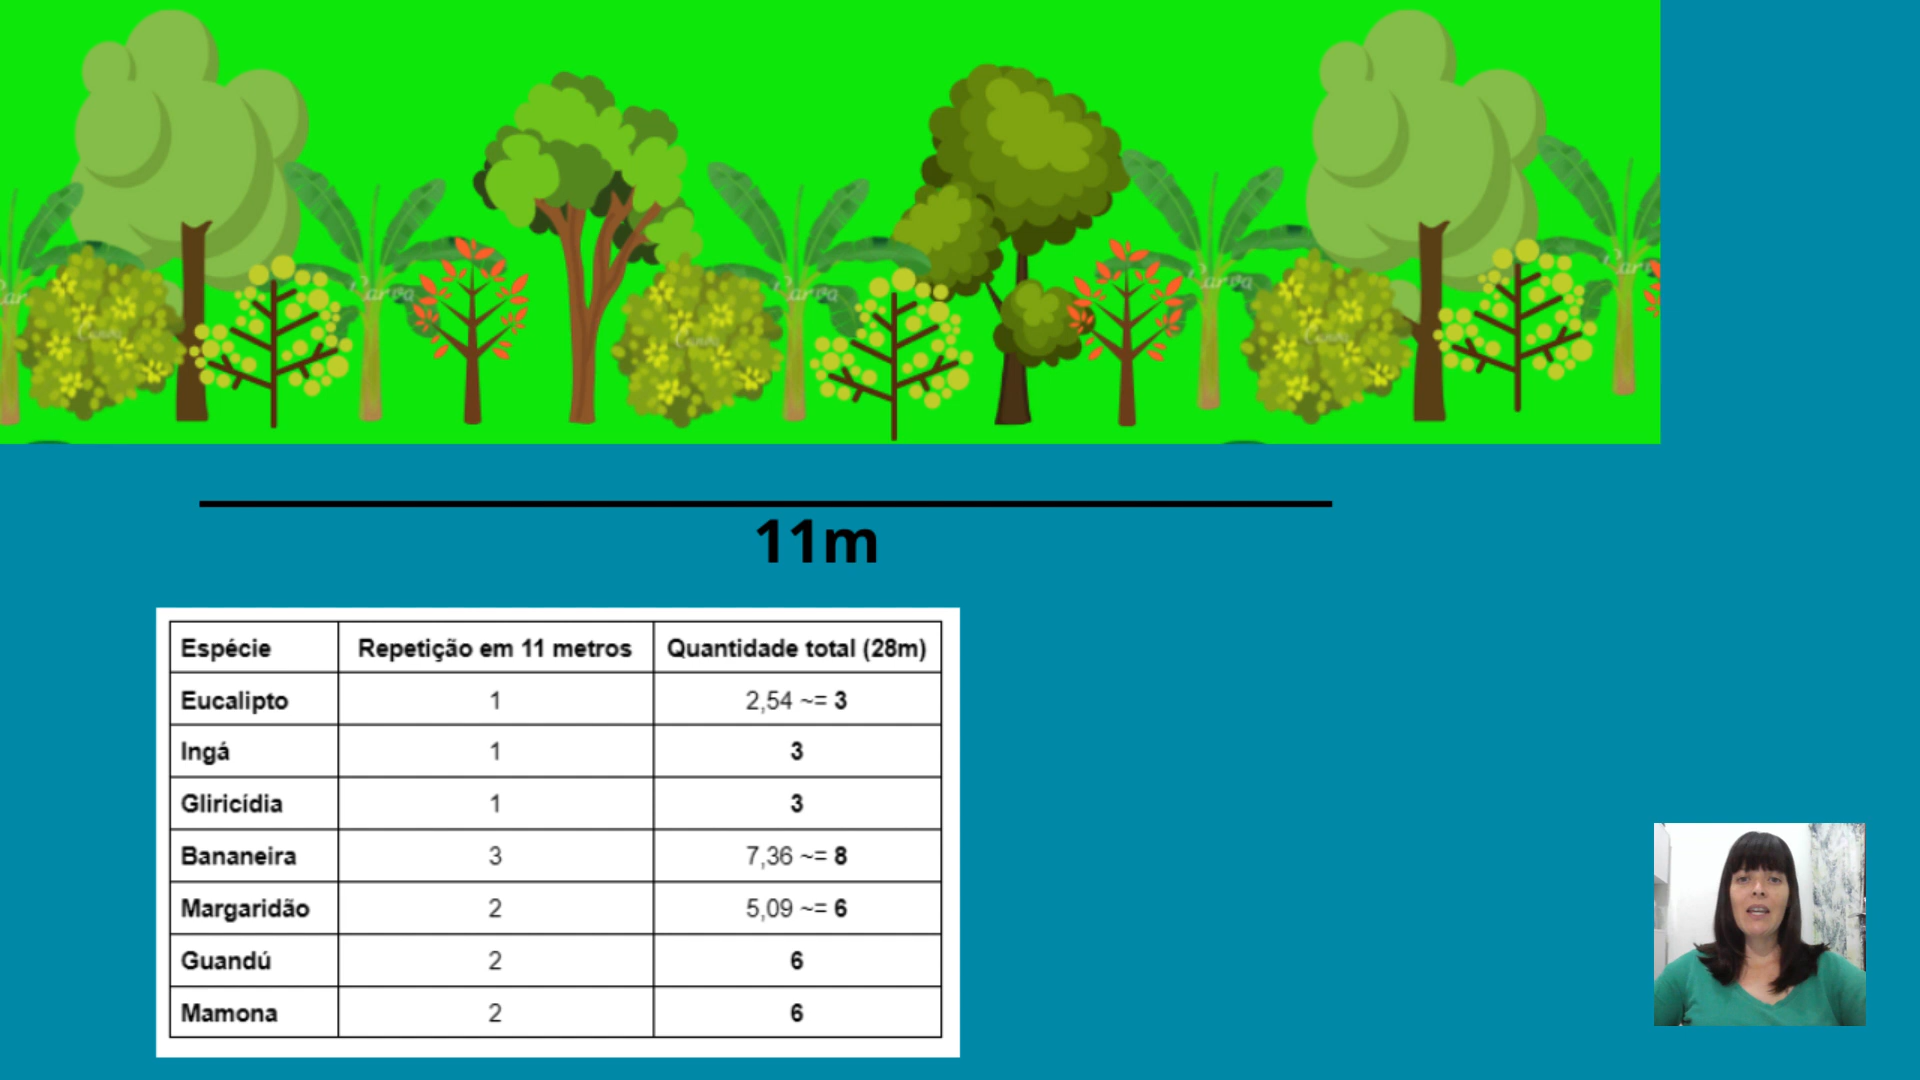 11m
Espécie Repetição em 11 metros Quantidade total (28m)
Eucalipto 1 2,54 ~= 3
Ingá 1 3
Gliricídia 1 3
Bananeira 3 7,36 ~= 8
Margaridão 2 5,09 ~= 6
Guandú 2 6
Mamona 2 6